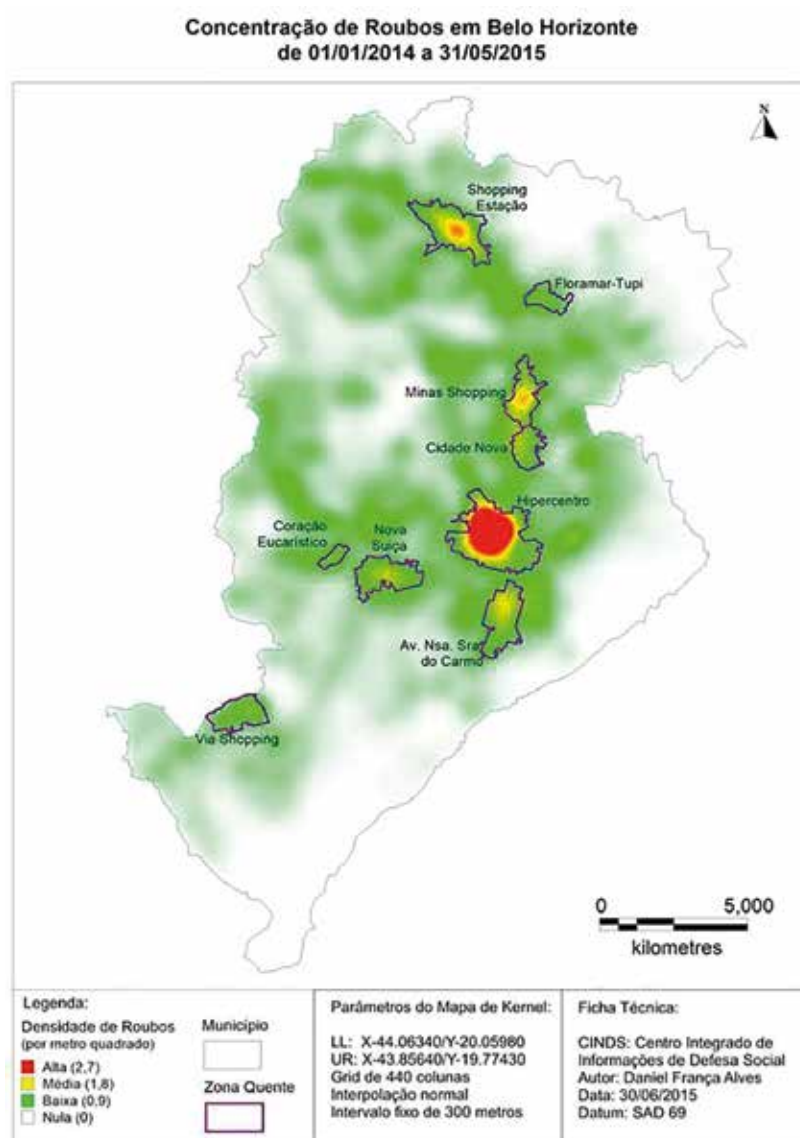 Concentração de Roubos em Belo Horizonte
de 01/01/2014 a 31/05/2015
N
Shopping
Estação
Floramar-Tupi
Minas Shopping
Cidade Nova
Hipercentro
Coração
Eucarístico
Nova
Suiça
Av. Nsa. Sra.
do Carmo
Via Shopping
0 5,000
kilometres
Legenda:
Densidade de Roubos
(por metro quadrado)
Alta (2,7)
Média (1,8)
Baixa (0,9)
Nula (0)
Município
Zona Quente
Parâmetros do Mapa de Kernel:
LL: X-44.06340/Y-20.05980
UR: X-43.85640/Y-19.77430
Grid de 440 colunas
Interpolação normal
Intervalo fixo de 300 metros
Ficha Técnica:
CINDS: Centro Integrado de
Informações de Defesa Social
Autor: Daniel França Alves
Data: 30/06/2015
Datum: SAD 69